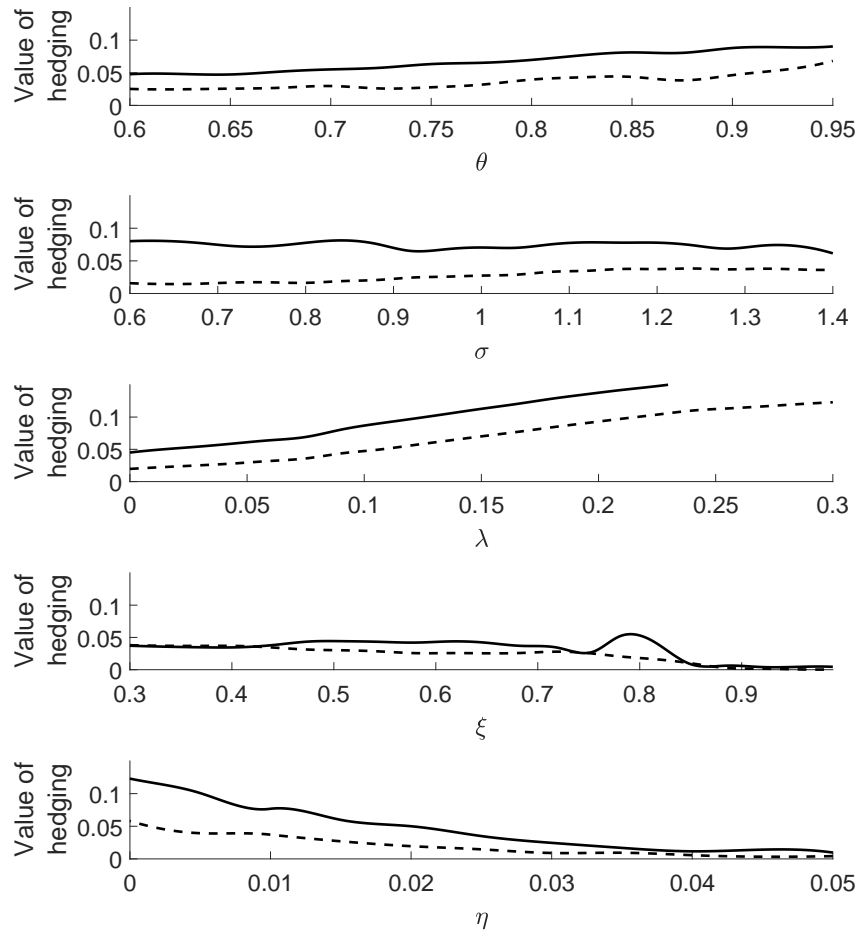 Value of
hedging
0.1
0.05
0
0.6 0.65 0.7 0.75 0.8 0.85 0.9 0.95
θ
Value of
hedging
0.1
0.05
0
0.6 0.7 0.8 0.9 1 1.1 1.2 1.3 1.4
σ
Value of
hedging
0.1
0.05
0
0 0.05 0.1 0.15 0.2 0.25 0.3
λ
Value of
hedging
0.1
0.05
0
0.3 0.4 0.5 0.6 0.7 0.8 0.9
ξ
Value of
hedging
0.1
0.05
0
0 0.01 0.02 0.03 0.04 0.05
η